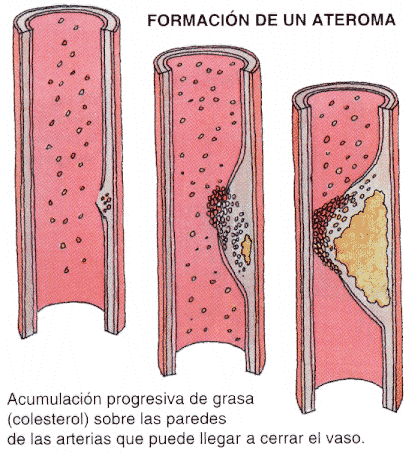 FORMACIÓN DE UN ATEROMA
Acumulación progresiva de grasa
(colesterol) sobre las paredes
de las arterias que puede llegar a cerrar el vaso.